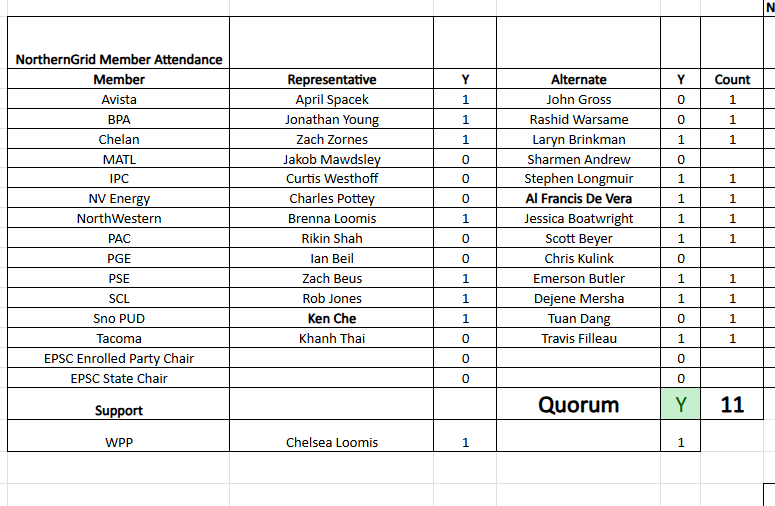 N
NorthernGrid Member Attendance
Member Representative Y Alternate Y Count
Avista April Spacek 1 John Gross 0 1
BPA Jonathan Young 1 Rashid Warsame 0 1
Chelan Zach Zornes 1 Laryn Brinkman 1 1
MATL Jakob Mawdsley 0 Sharmen Andrew 0
IPC Curtis Westhoff 0 Stephen Longmuir 1 1
NV Energy Charles Pottey 0 Al Francis De Vera 1 1
NorthWestern Brenna Loomis 1 Jessica Boatwright 1 1
PAC Rikin Shah 0 Scott Beyer 1 1
PGE Ian Beil 0 Chris Kulink 0
PSE Zach Beus 1 Emerson Butler 1 1
SCL Rob Jones 1 Dejene Mersha 1 1
Sno PUD Ken Che 1 Tuan Dang 0 1
Tacoma Khanh Thai 0 Travis Filleau 1 1
EPSC Enrolled Party Chair 0 0
EPSC State Chair 0 0
Support Quorum Y 11
WPP Chelsea Loomis 1 1